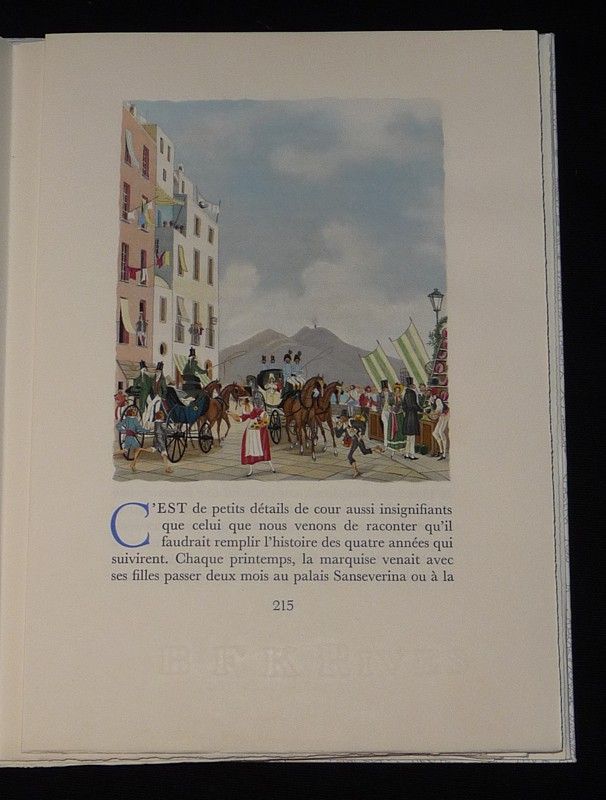 C'EST de petits détails de cour aussi insignifiants
que celui que nous venons de raconter qu'il
faudrait remplir l'histoire des quatre années qui
suivirent. Chaque printemps, la marquise venait avec
ses filles passer deux mois au palais Sanseverina ou à la
215
B F K RIVES